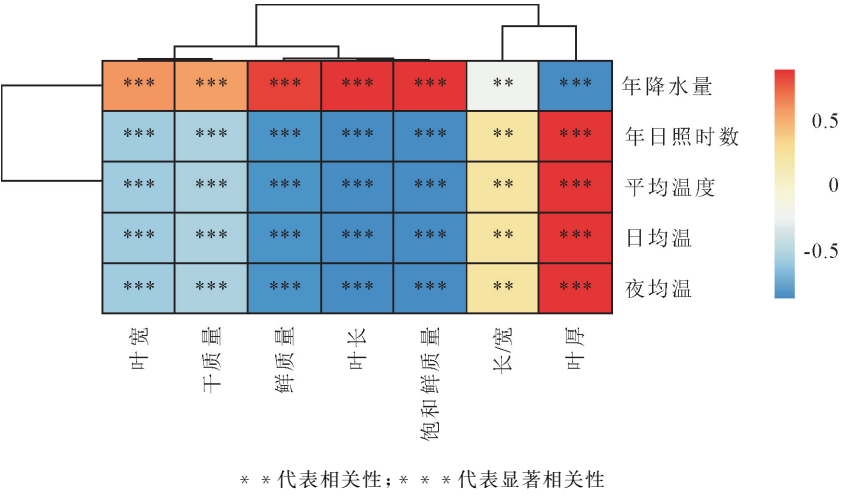 *** *** *** *** *** ** *** 年降水量
*** *** *** *** *** ** *** 年日照时数
*** *** *** *** *** ** *** 平均温度
*** *** *** *** *** ** *** 日均温
*** *** *** *** *** ** *** 夜均温
0.5
0
-0.5
叶宽
干质量
鲜质量
叶长
饱和鲜质量
长/宽
叶厚
* *代表相关性;* * *代表显著相关性